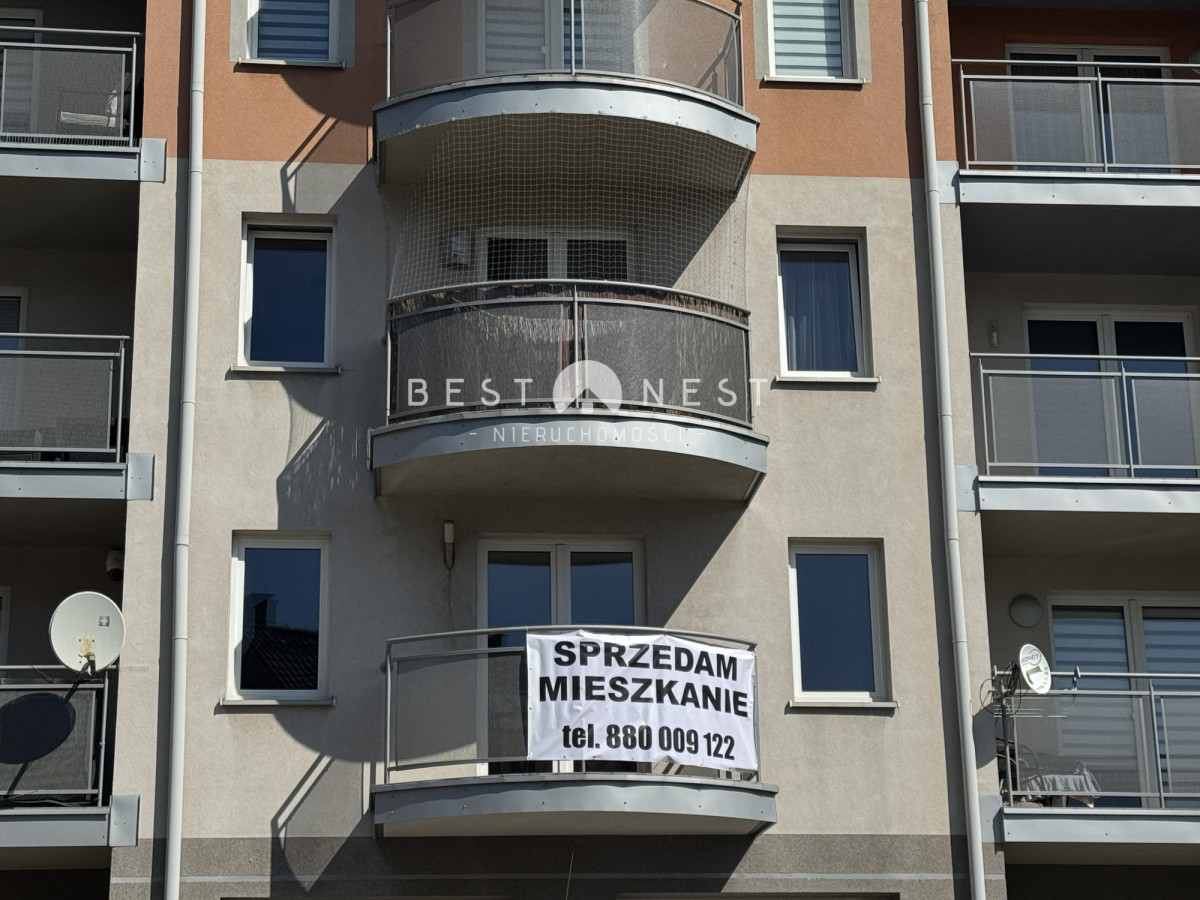 BEST NEST
- NIERUCHOMOŚCI -
SPRZEDAM
MIESZKANIE
tel. 880 009 122